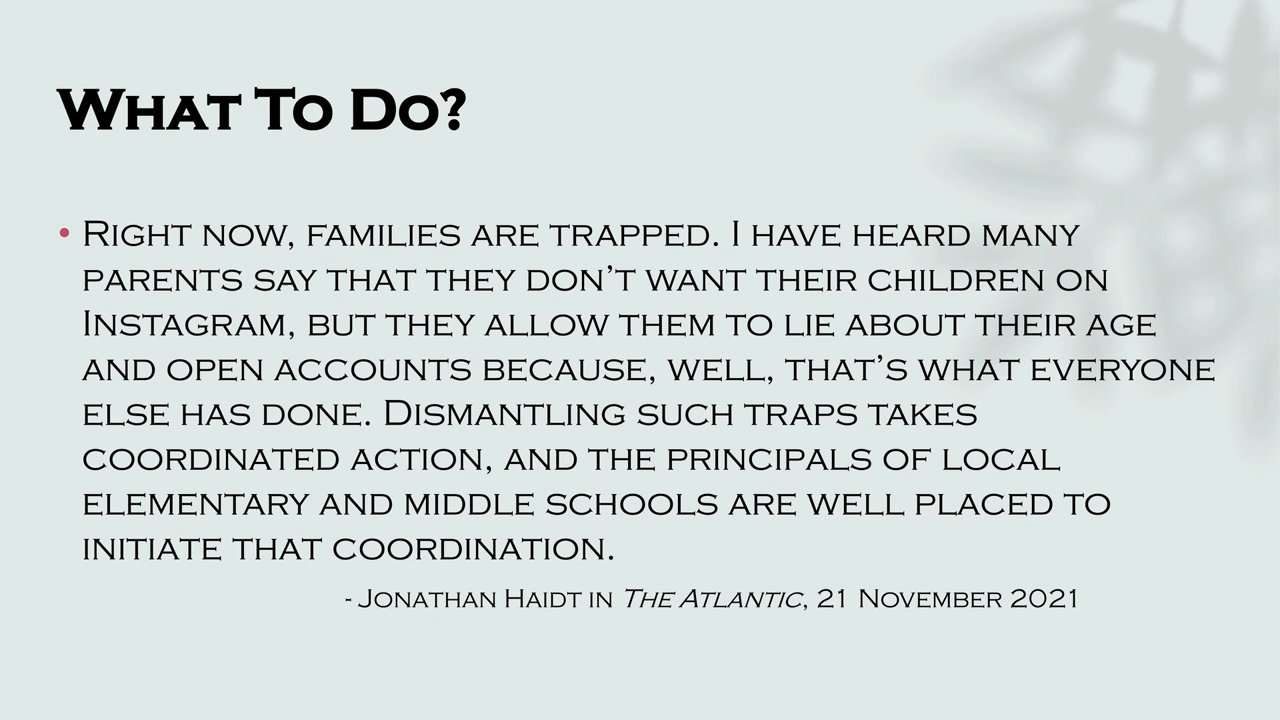 What To Do?
• Right now, families are trapped. I have heard many
parents say that they don’t want their children on
Instagram, but they allow them to lie about their age
and open accounts because, well, that’s what everyone
else has done. Dismantling such traps takes
coordinated action, and the principals of local
elementary and middle schools are well placed to
initiate that coordination.
- Jonathan Haidt in The Atlantic, 21 November 2021